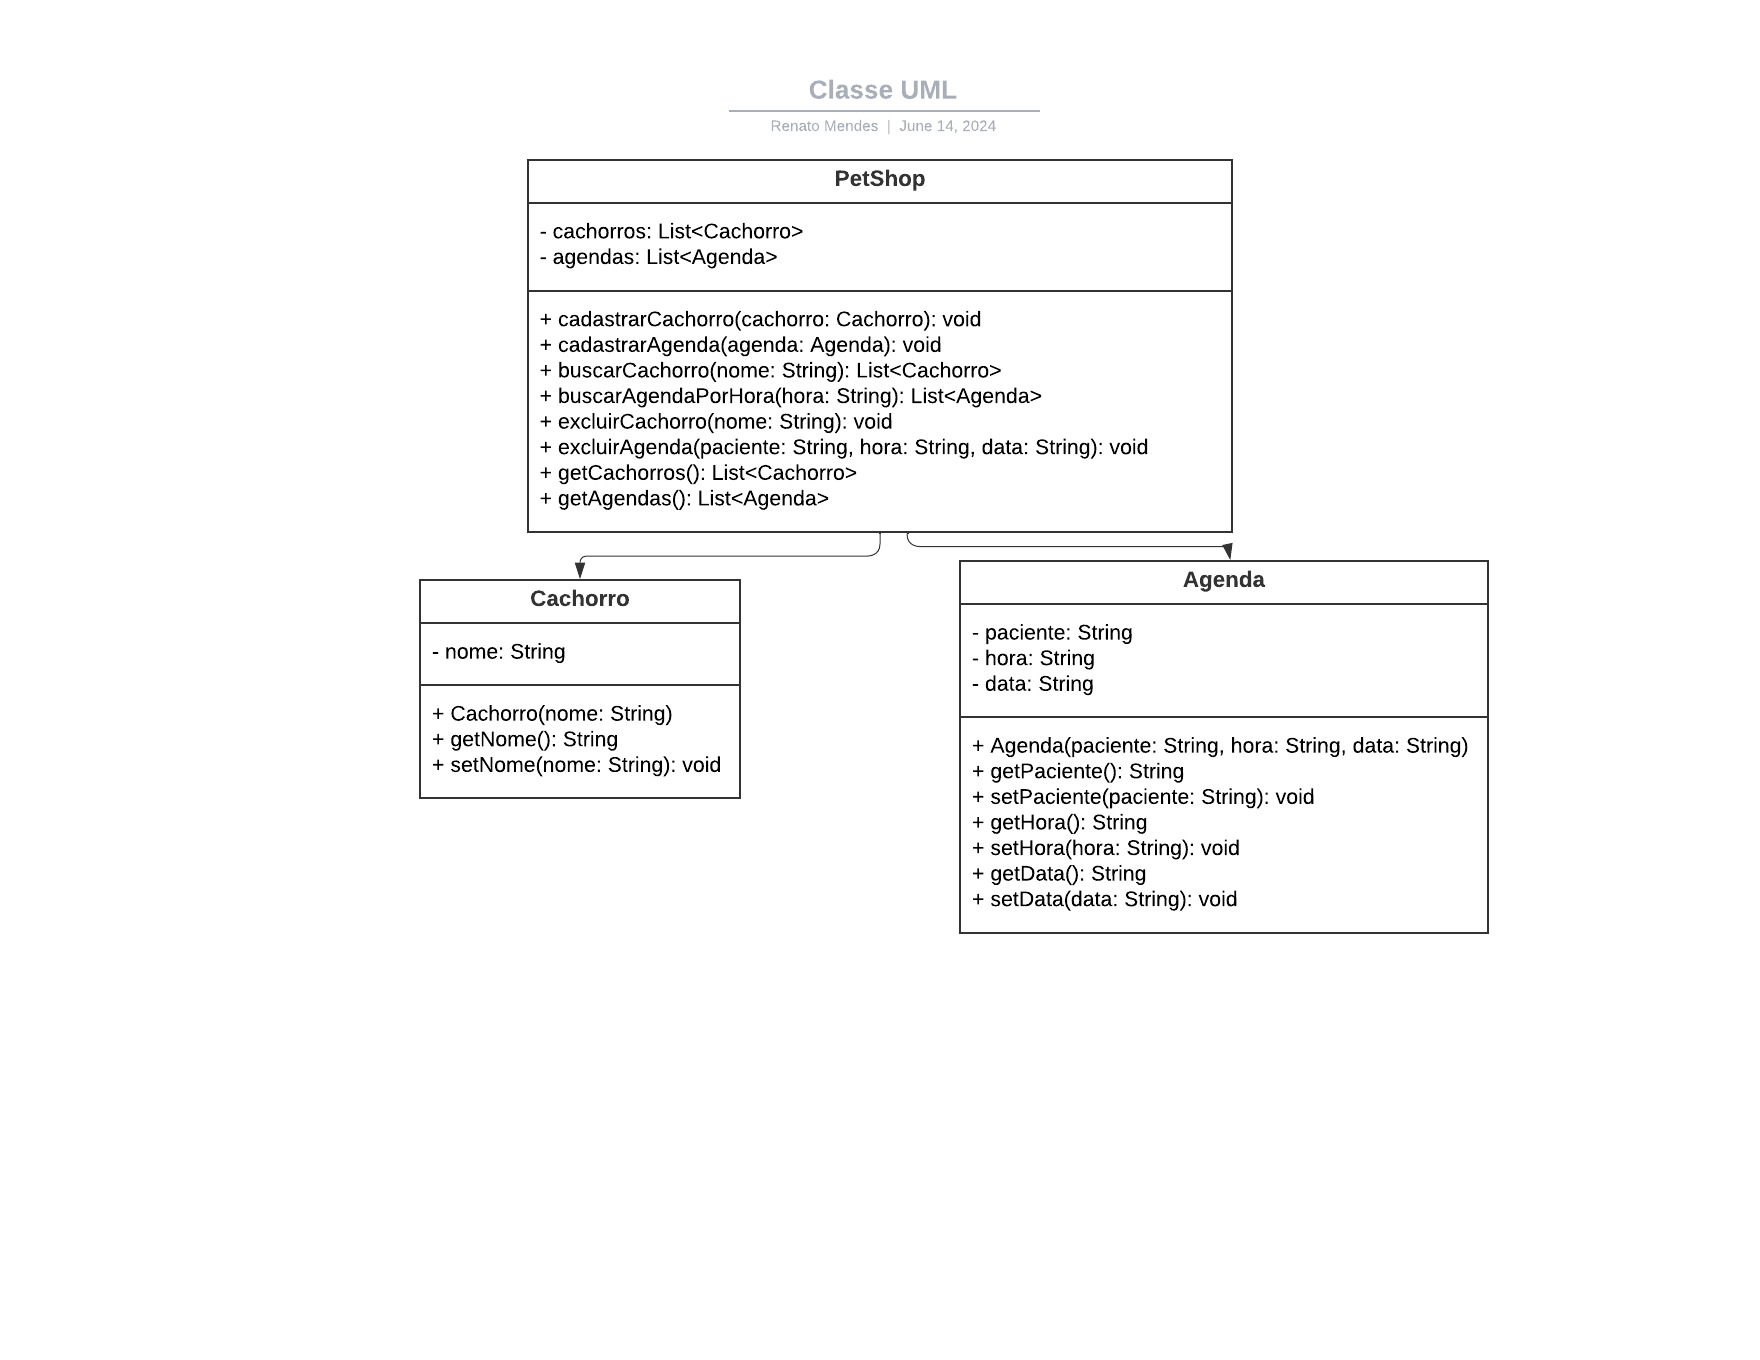 Classe UML
Renato Mendes | June 14, 2024
PetShop
- cachorros: List<Cachorro>
- agendas: List<Agenda>
+ cadastrarCachorro(cachorro: Cachorro): void
+ cadastrarAgenda(agenda: Agenda): void
+ buscarCachorro(nome: String): List<Cachorro>
+ buscarAgendaPorHora(hora: String): List<Agenda>
+ excluirCachorro(nome: String): void
+ excluirAgenda(paciente: String, hora: String, data: String): void
+ getCachorros(): List<Cachorro>
+ getAgendas(): List<Agenda>
Cachorro
- nome: String
+ Cachorro(nome: String)
+ getNome(): String
+ setNome(nome: String): void
Agenda
- paciente: String
- hora: String
- data: String
+ Agenda(paciente: String, hora: String, data: String)
+ getPaciente(): String
+ setPaciente(paciente: String): void
+ getHora(): String
+ setHora(hora: String): void
+ getData(): String
+ setData(data: String): void